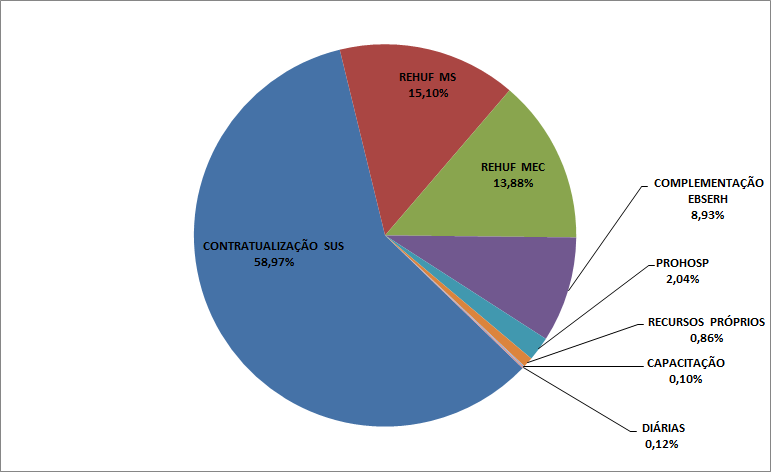 REHUF MS
15,10%
REHUF MEC
13,88%
COMPLEMENTAÇÃO
EBSERH
8,93%
CONTRATUALIZAÇÃO SUS
58,97%
PROHOSP
2,04%
RECURSOS PRÓPRIOS
0,86%
CAPACITAÇÃO
0,10%
DIÁRIAS
0,12%